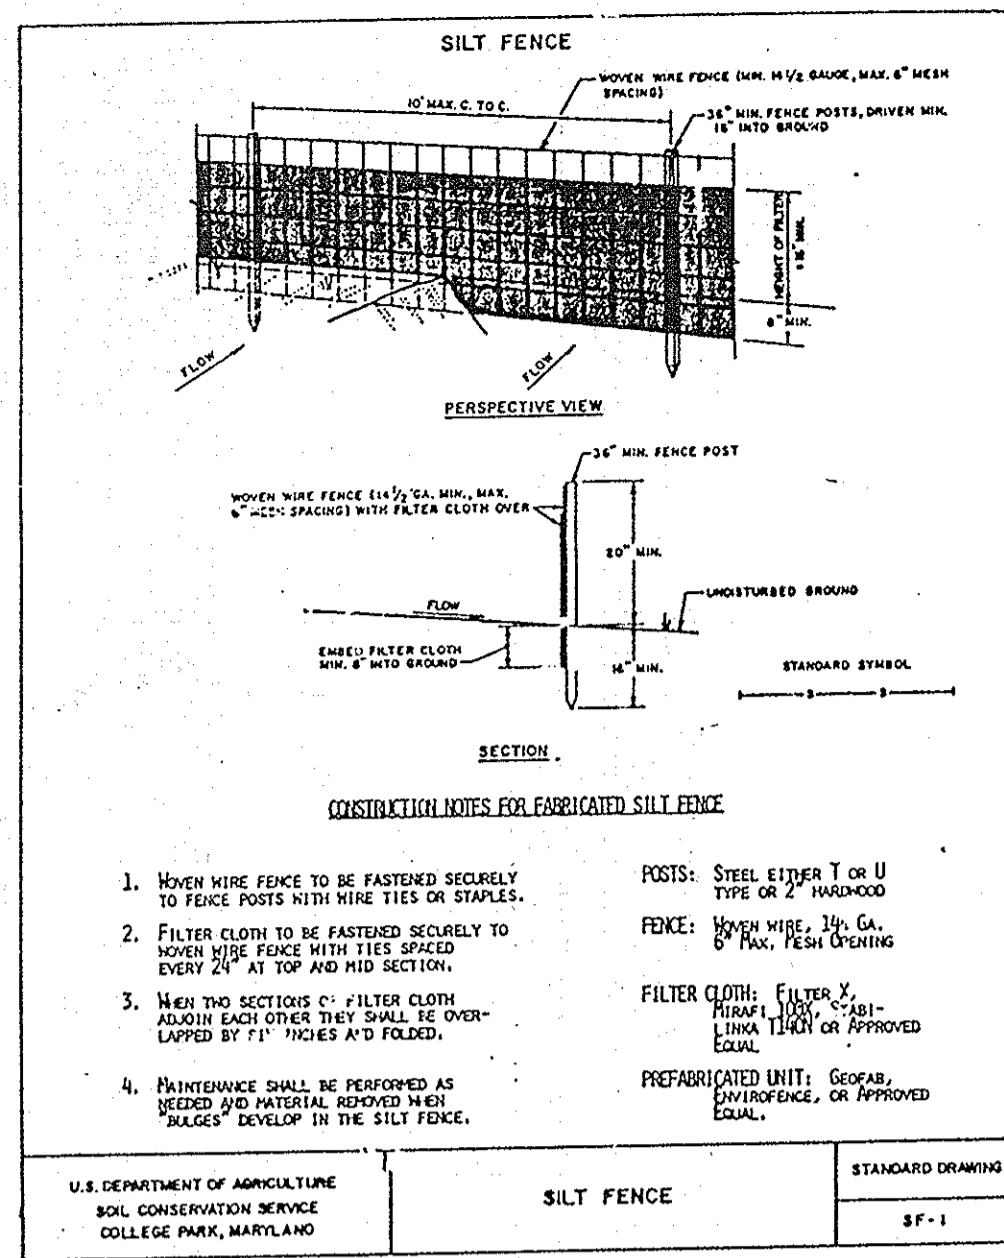 SILT FENCE
WOVEN WIRE FENCE (MIN. 14 1/2 GAUGE, MAX. 6" MESH
SPACING)
10' MAX. C. TO C.
36" MIN. FENCE POSTS, DRIVEN MIN.
16" INTO GROUND
HEIGHT OF FILTER
16" MIN.
8" MIN.
FLOW
FLOW
PERSPECTIVE VIEW
36" MIN. FENCE POST
WOVEN WIRE FENCE (14 1/2 GA. MIN., MAX.
6" MESH SPACING) WITH FILTER CLOTH OVER
20" MIN.
UNDISTURBED GROUND
FLOW
EMBED FILTER CLOTH
MIN. 8" INTO GROUND
16" MIN.
STANDARD SYMBOL
S S
SECTION
CONSTRUCTION NOTES FOR FABRICATED SILT FENCE
1. WOVEN WIRE FENCE TO BE FASTENED SECURELY
TO FENCE POSTS WITH WIRE TIES OR STAPLES.
2. FILTER CLOTH TO BE FASTENED SECURELY TO
WOVEN WIRE FENCE WITH TIES SPACED
EVERY 24" AT TOP AND MID SECTION.
3. WHEN TWO SECTIONS OF FILTER CLOTH
ADJOIN EACH OTHER THEY SHALL BE OVER-
LAPPED BY INCHES AND FOLDED.
4. MAINTENANCE SHALL BE PERFORMED AS
NEEDED AND MATERIAL REMOVED WHEN
"BULGES" DEVELOP IN THE SILT FENCE.
POSTS: STEEL EITHER T OR U
TYPE OR 2" HARDWOOD
FENCE: WOVEN WIRE, GA.
6" MAX. MESH OPENING
FILTER CLOTH: FILTER X,
MIRAFI 100X, STABI-
LINKA T140N OR APPROVED
EQUAL
PREFABRICATED UNIT: GEOFAB,
ENVIROFENCE, OR APPROVED
EQUAL.
U.S. DEPARTMENT OF AGRICULTURE
SOIL CONSERVATION SERVICE
COLLEGE PARK, MARYLAND
SILT FENCE
STANDARD DRAWING
SF-1